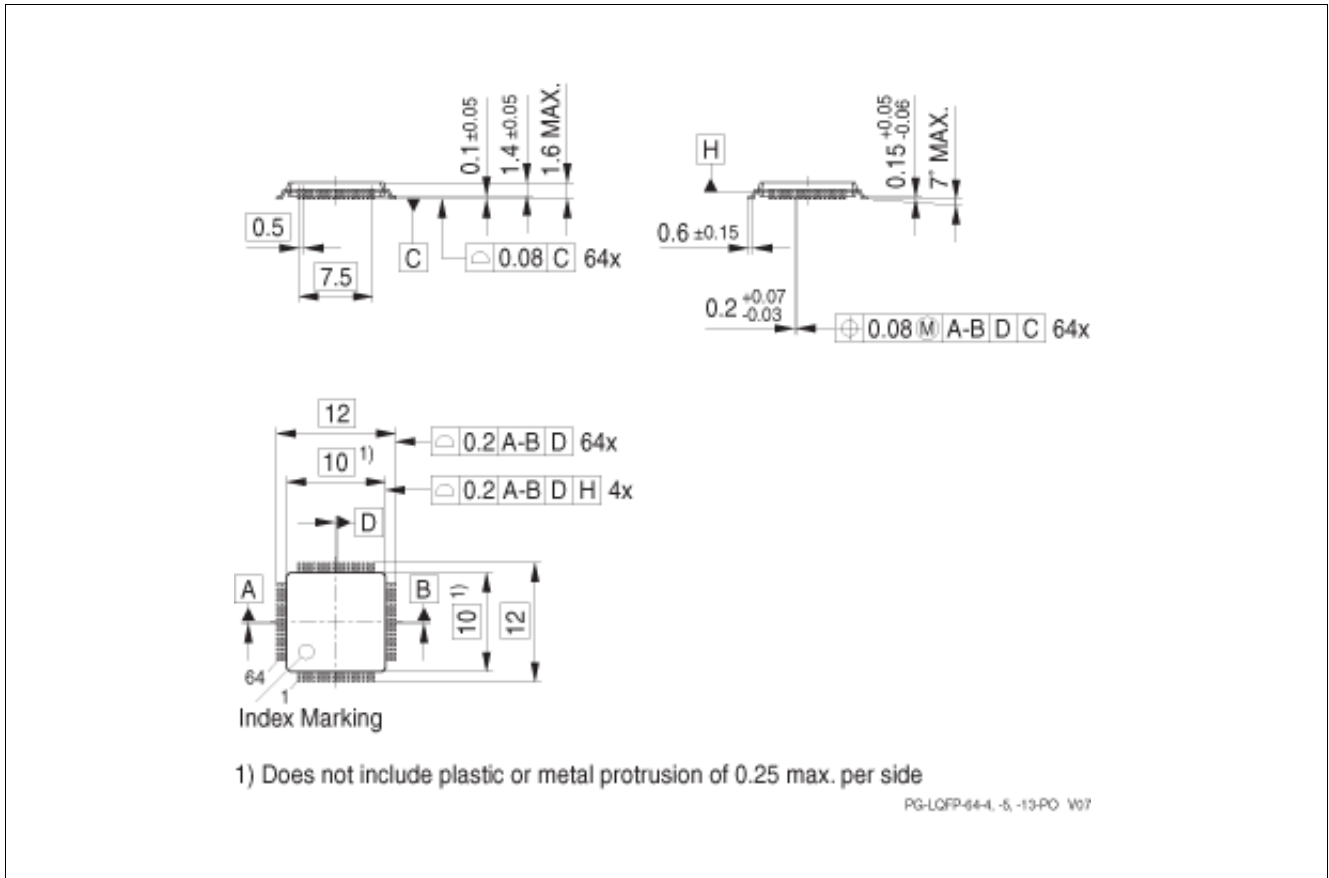 0.1 ±0.05
1.4 ±0.05
1.6 MAX.
0.5
7.5
C
⌓ 0.08 C 64x
H
0.15 +0.05 -0.06
7° MAX.
0.6 ±0.15
0.2 +0.07 -0.03
⌖ 0.08 Ⓜ A-B D C 64x
12
⌓ 0.2 A-B D 64x
10 1)
⌓ 0.2 A-B D H 4x
D
A
B
10 1)
12
64
1
Index Marking
1) Does not include plastic or metal protrusion of 0.25 max. per side
PG-LQFP-64-4, -5, -13-PO V07